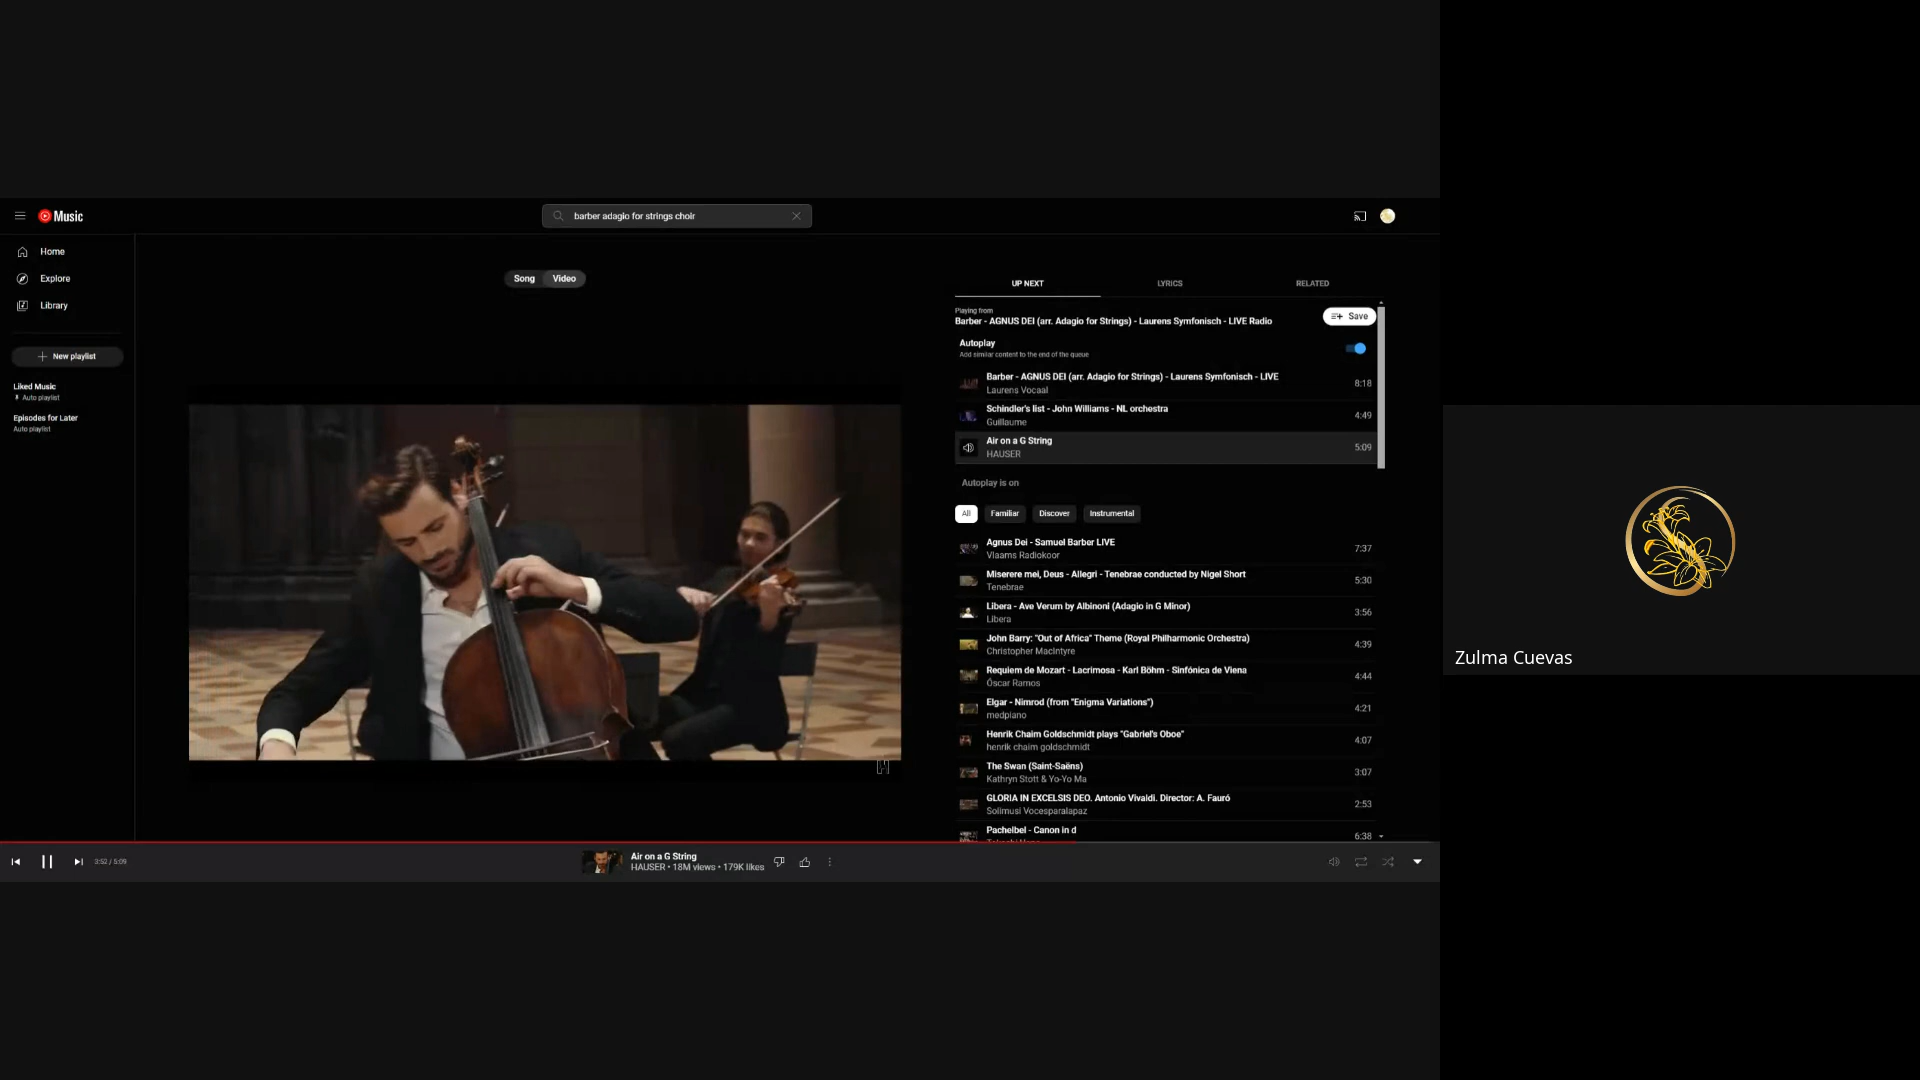 Music
barber adagio for strings choir
Home
Explore
Library
New playlist
Liked Music
Auto playlist
Episodes for Later
Auto playlist
Song
Video
UP NEXT
LYRICS
RELATED
Playing from
Barber - AGNUS DEI (arr. Adagio for Strings) - Laurens Symfonisch - LIVE Radio
Save
Autoplay
Add similar content to the end of the queue
Barber - AGNUS DEI (arr. Adagio for Strings) - Laurens Symfonisch - LIVE
Laurens Vocaal
8:18
Schindler's list - John Williams - NL orchestra
Guillaume
4:49
Air on a G String
HAUSER
5:09
Autoplay is on
All
Familiar
Discover
Instrumental
Agnus Dei - Samuel Barber LIVE
Vlaams Radiokoor
7:37
Miserere mei, Deus - Allegri - Tenebrae conducted by Nigel Short
Tenebrae
5:30
Libera - Ave Verum by Albinoni (Adagio in G Minor)
Libera
3:56
John Barry: "Out of Africa" Theme (Royal Philharmonic Orchestra)
Christopher MacIntyre
4:39
Requiem de Mozart - Lacrimosa - Karl Böhm - Sinfónica de Viena
Óscar Ramos
4:44
Elgar - Nimrod (from "Enigma Variations")
medpiano
4:21
Henrik Chaim Goldschmidt plays "Gabriel's Oboe"
henrik chaim goldschmidt
4:07
The Swan (Saint-Saëns)
Kathryn Stott & Yo-Yo Ma
3:07
GLORIA IN EXCELSIS DEO. Antonio Vivaldi. Director: A. Fauró
Solimusi Vocesparalapaz
2:53
Pachelbel - Canon in d
6:38
3:52 / 5:09
Air on a G String
HAUSER • 18M views • 179K likes
Zulma Cuevas